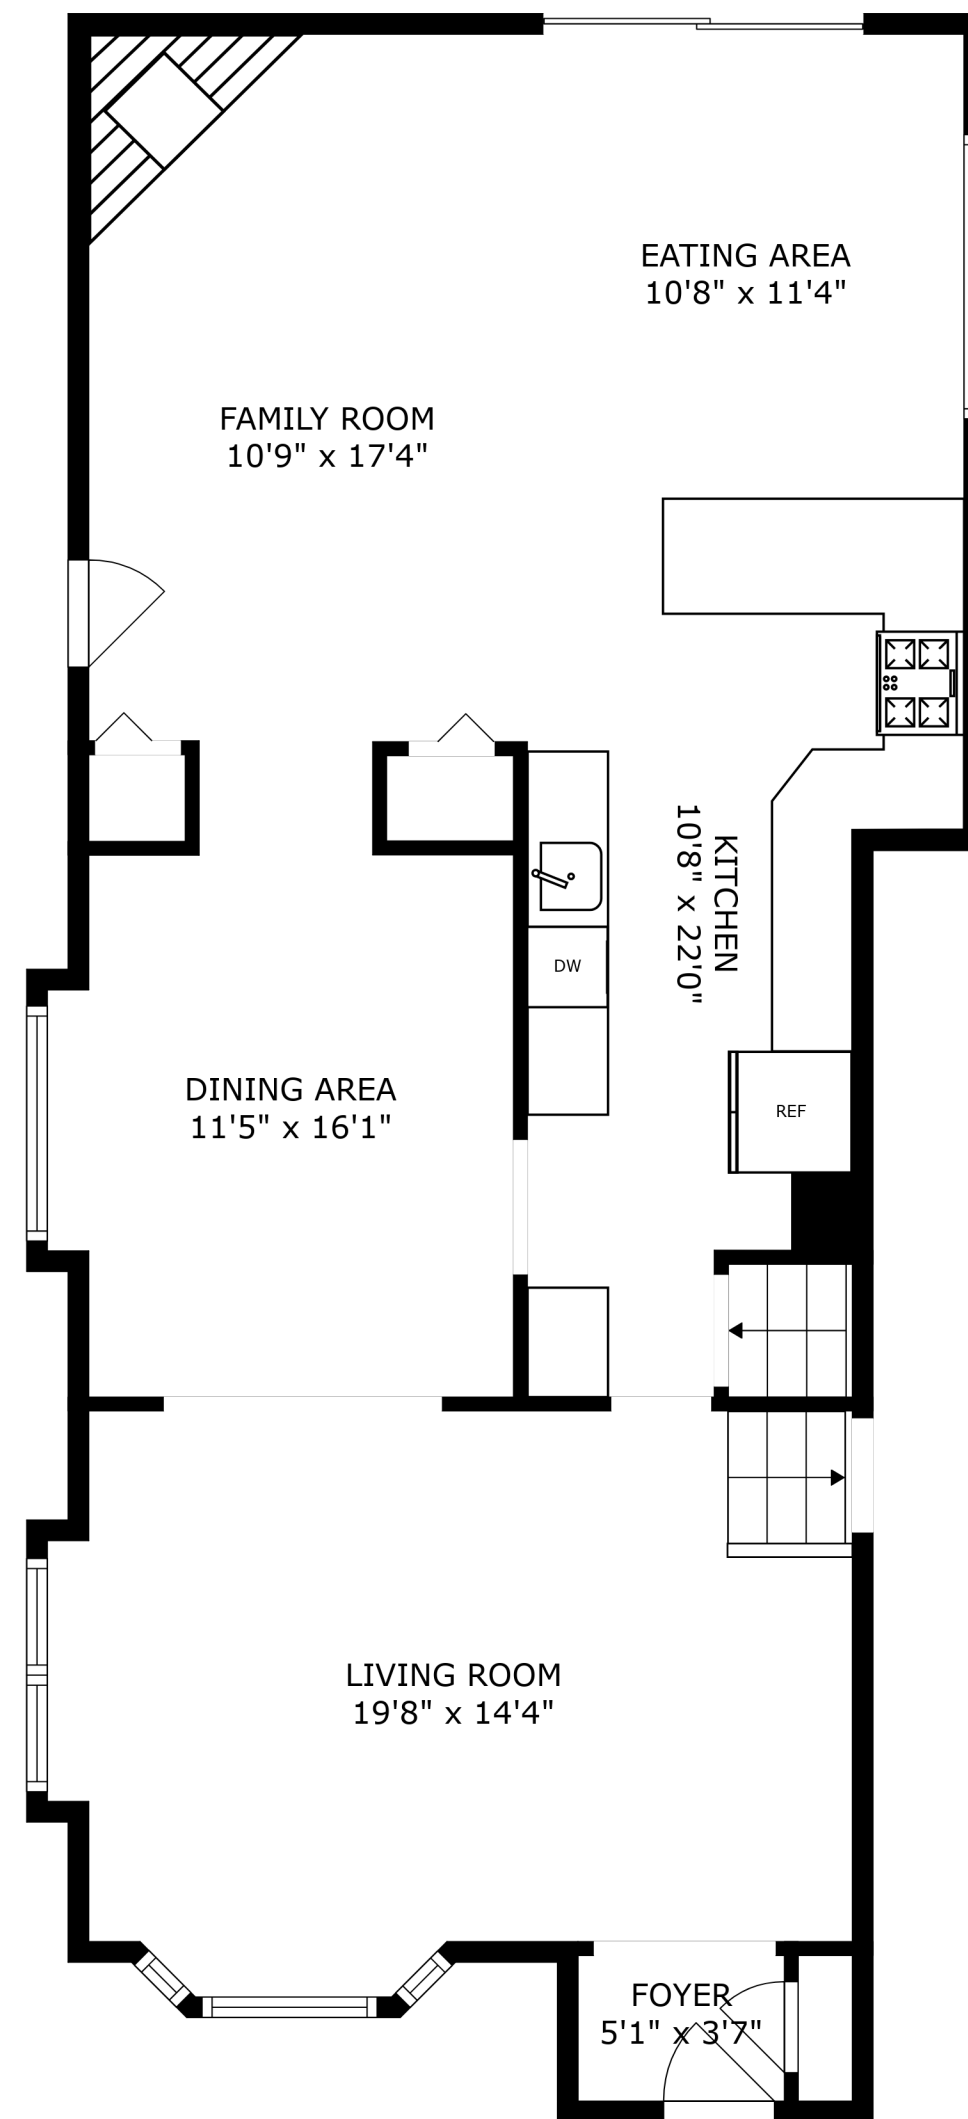 EATING AREA
10'8" x 11'4"
FAMILY ROOM
10'9" x 17'4"
KITCHEN
10'8" x 22'0"
DW
DINING AREA
11'5" x 16'1"
REF
LIVING ROOM
19'8" x 14'4"
FOYER
5'1" x 3'7"